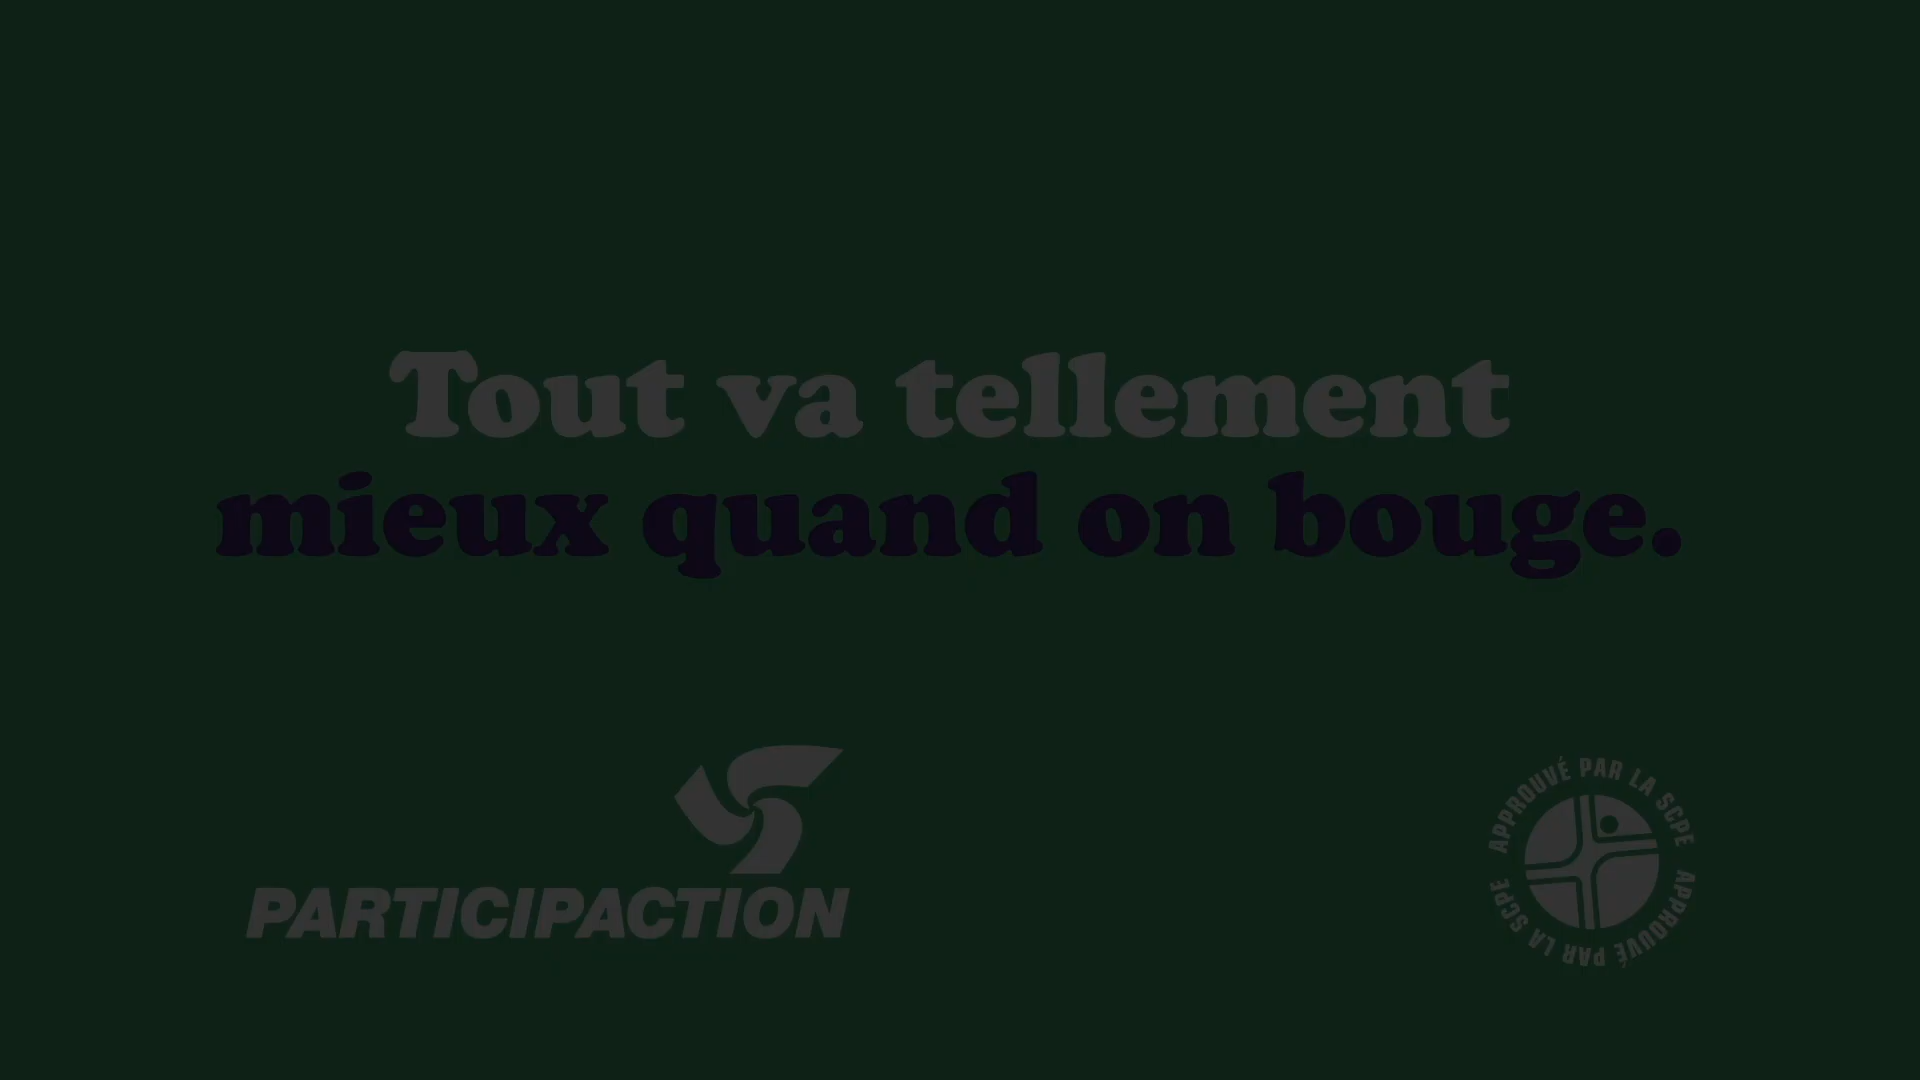 Tout va tellement
mieux quand on bouge.
PARTICIPACTION
APPROUVÉ PAR LA SCPE
APPROUVÉ PAR LA SCPE